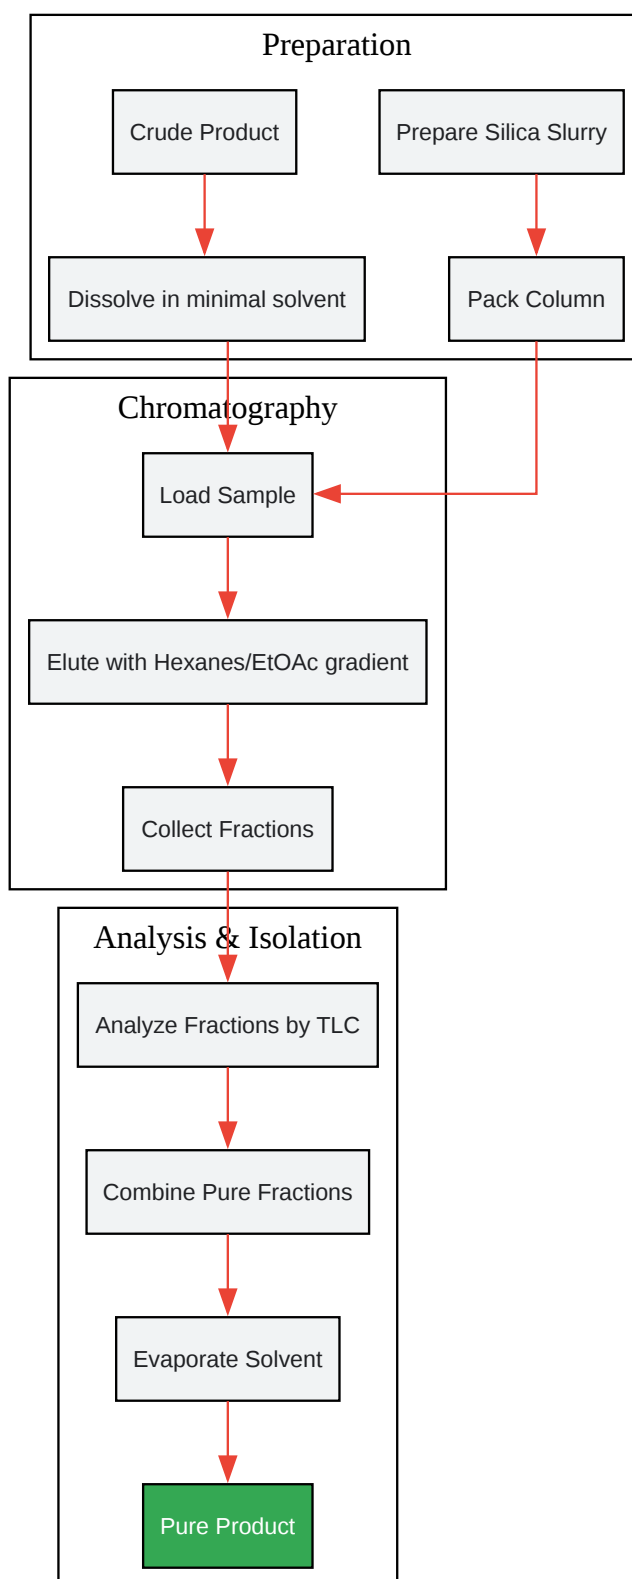 Preparation
Crude Product
Prepare Silica Slurry
Dissolve in minimal solvent
Pack Column
Chromatography
Load Sample
Elute with Hexanes/EtOAc gradient
Collect Fractions
Analysis & Isolation
Analyze Fractions by TLC
Combine Pure Fractions
Evaporate Solvent
Pure Product